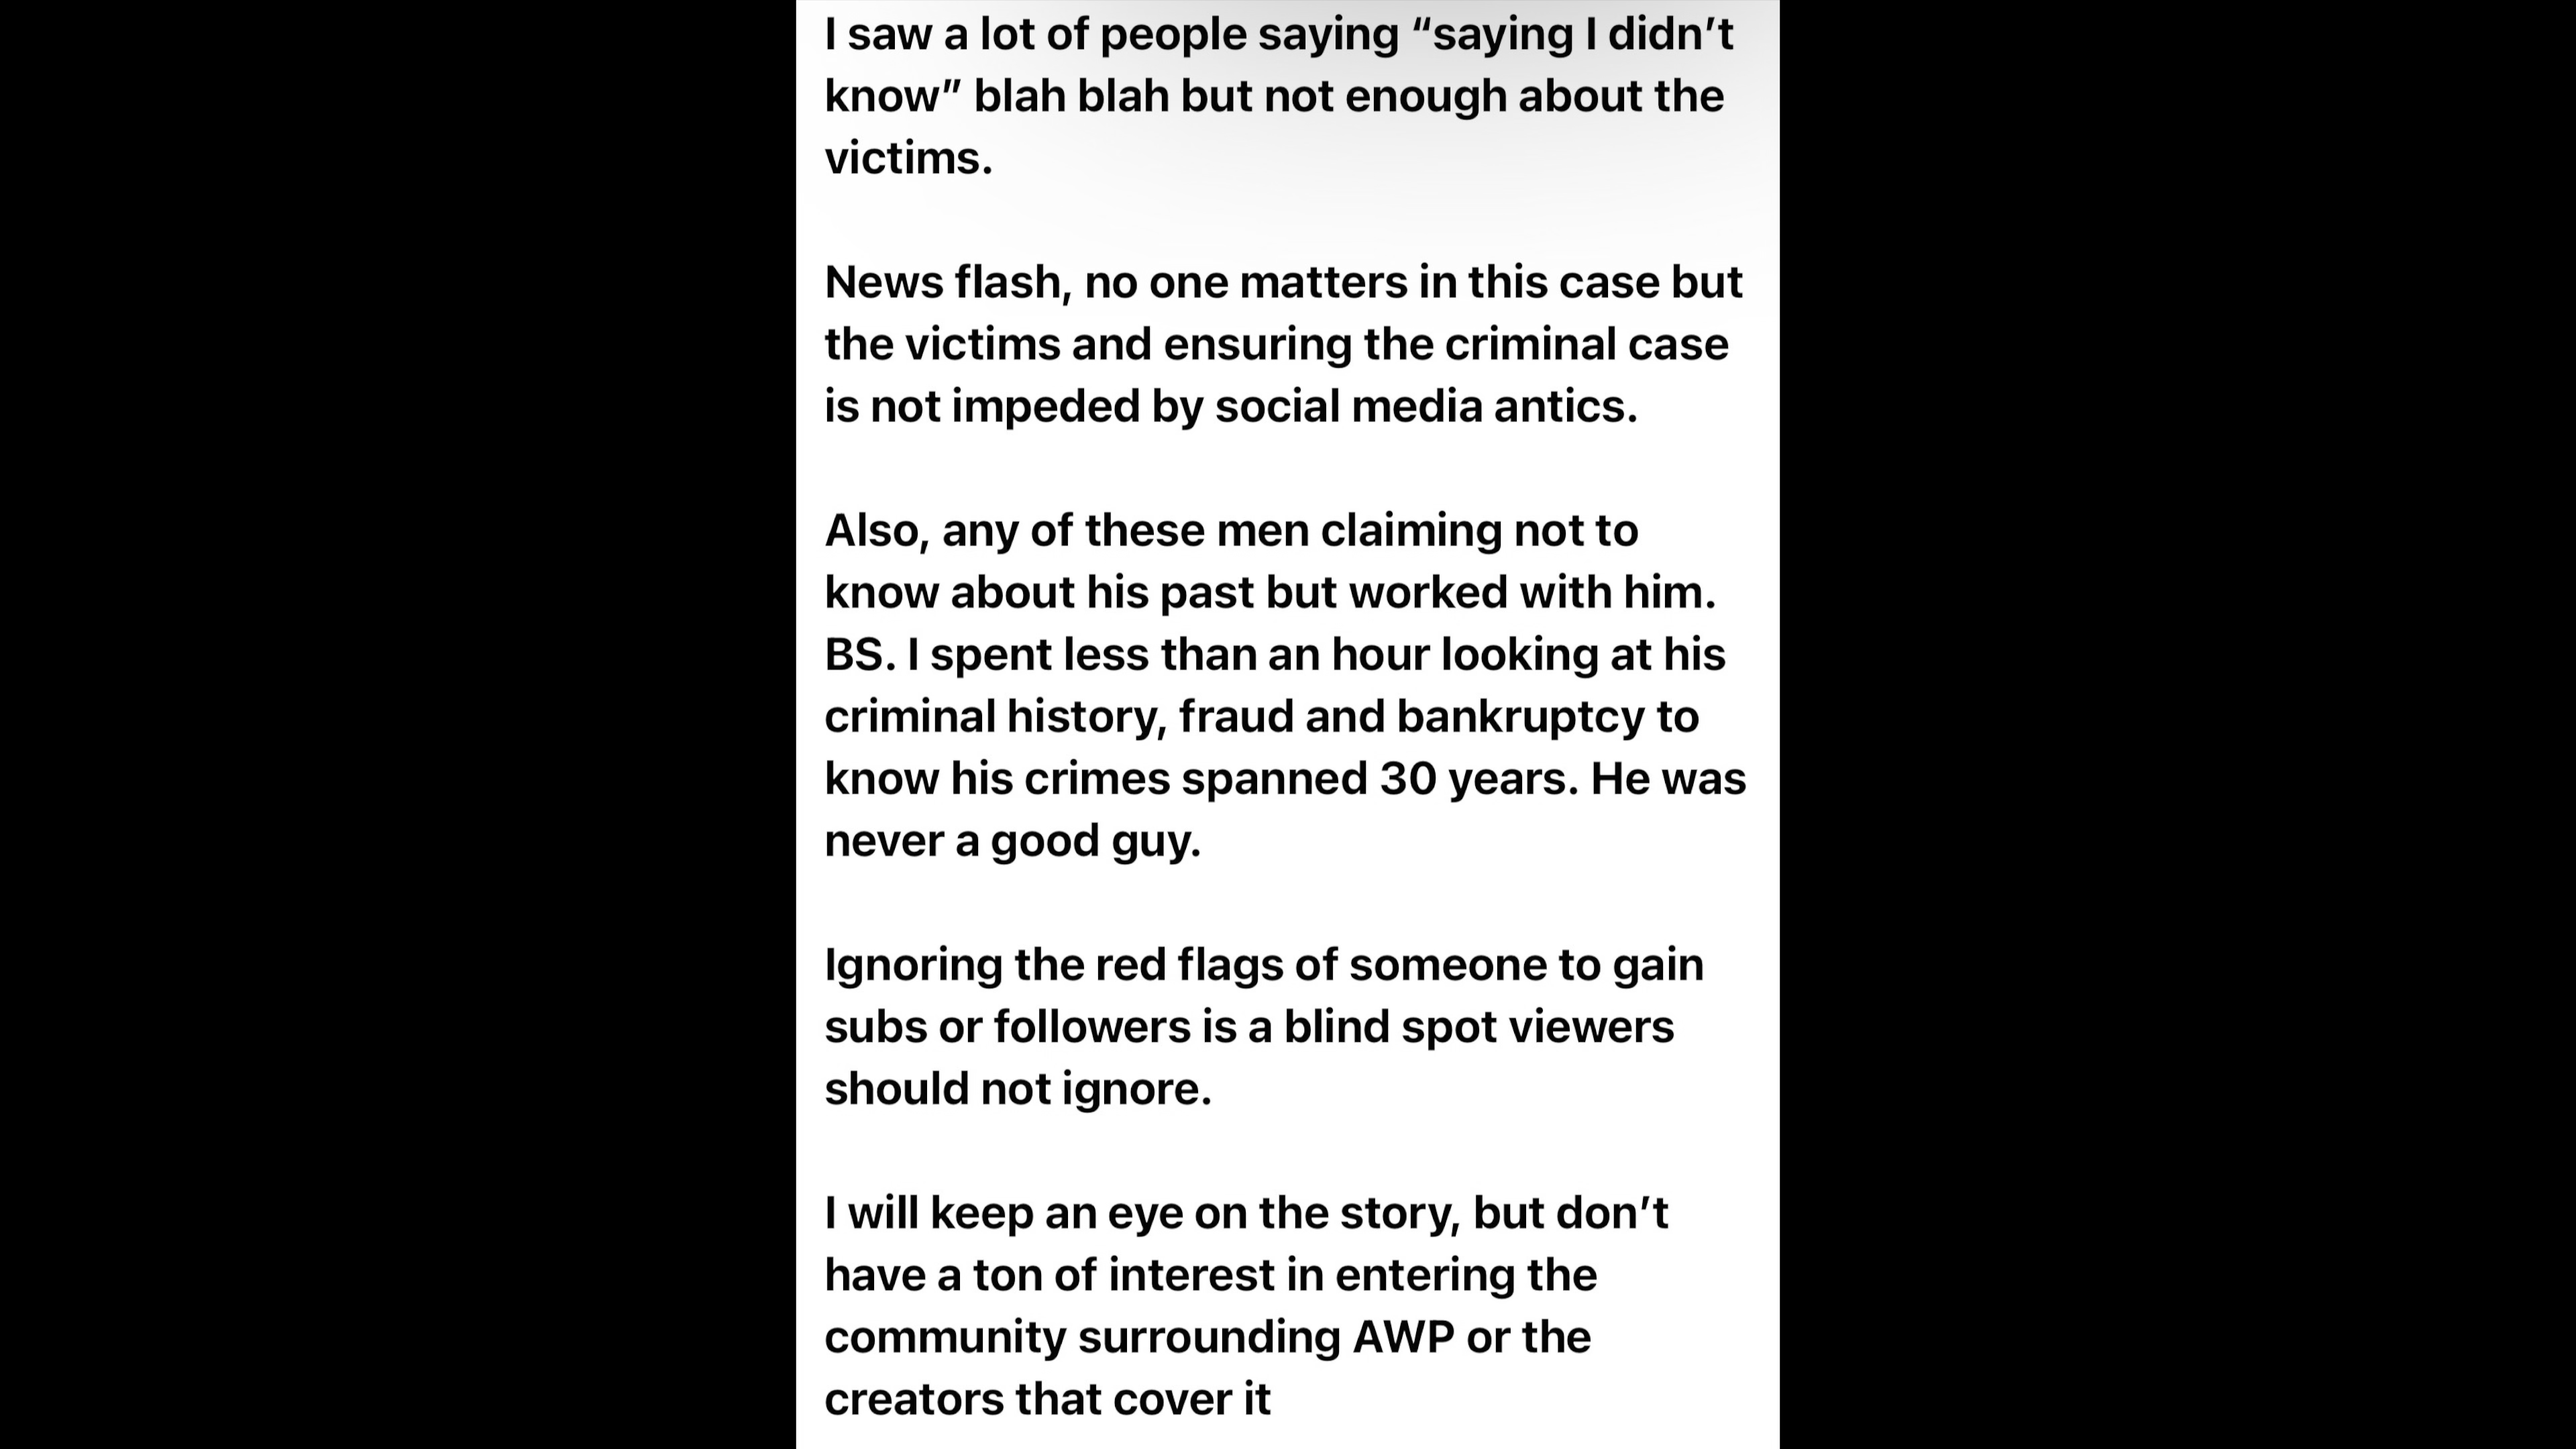 I saw a lot of people saying “saying I didn’t
know” blah blah but not enough about the
victims.
News flash, no one matters in this case but
the victims and ensuring the criminal case
is not impeded by social media antics.
Also, any of these men claiming not to
know about his past but worked with him.
BS. I spent less than an hour looking at his
criminal history, fraud and bankruptcy to
know his crimes spanned 30 years. He was
never a good guy.
Ignoring the red flags of someone to gain
subs or followers is a blind spot viewers
should not ignore.
I will keep an eye on the story, but don’t
have a ton of interest in entering the
community surrounding AWP or the
creators that cover it